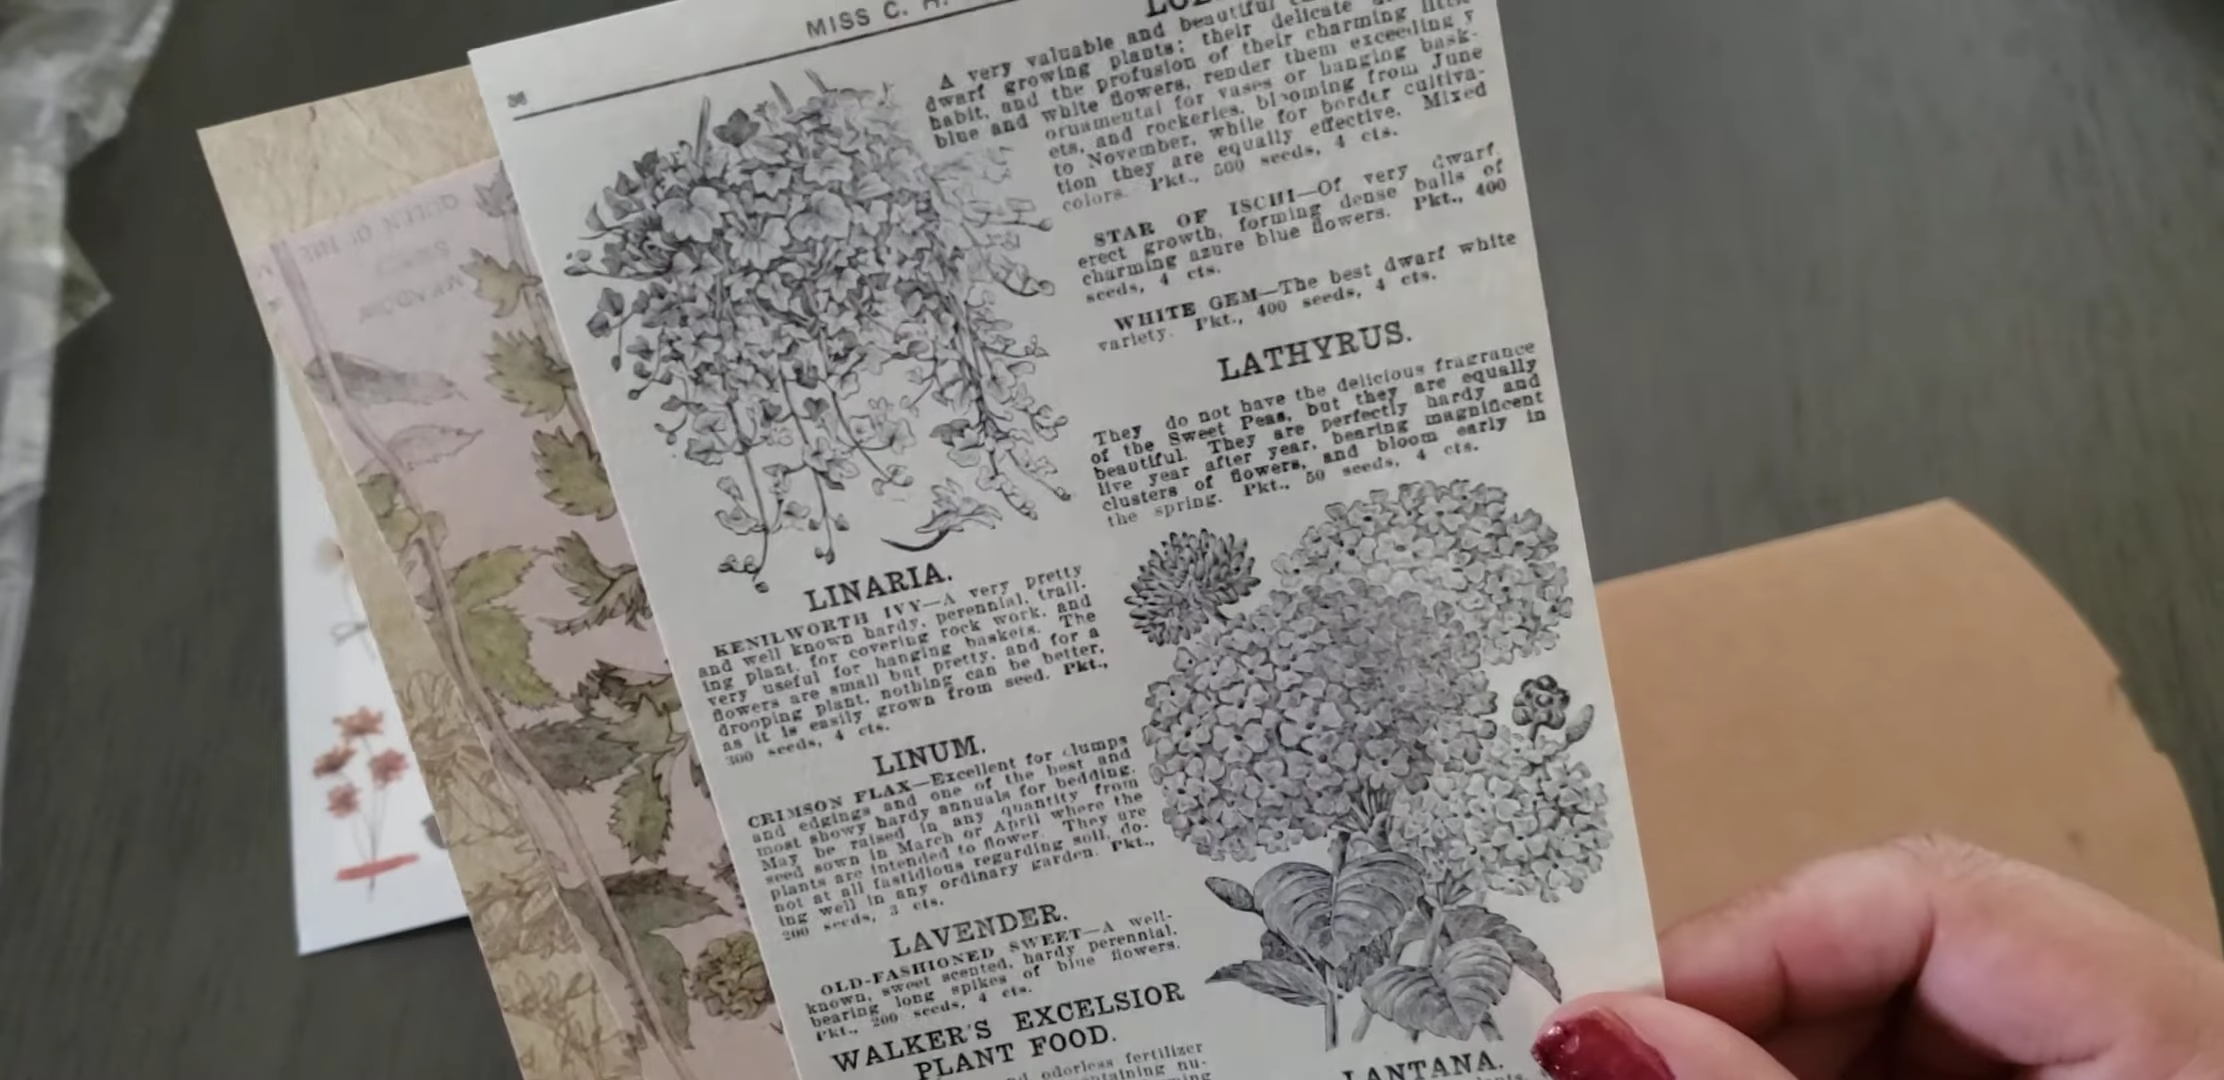 36
MISS C. H.
A very valuable and beautiful
dwarf growing plants; their delicate
habit, and the profusion of their charming little
blue and white flowers, render them exceedingly
ornamental for vases or hanging bask-
ets, and rockeries, blooming from June
to November, while for border cultiva-
tion they are equally effective. Mixed
colors. Pkt., 500 seeds, 4 cts.
STAR OF ISCHI—Of very dwarf,
erect growth, forming dense balls of
charming azure blue flowers. Pkt., 400
seeds, 4 cts.
WHITE GEM—The best dwarf white
variety. Pkt., 400 seeds, 4 cts.
LATHYRUS.
They do not have the delicious fragrance
of the Sweet Peas, but they are equally
beautiful. They are perfectly hardy and
live year after year, bearing magnificent
clusters of flowers, and bloom early in
the spring. Pkt., 50 seeds, 4 cts.
LINARIA.
KENILWORTH IVY—A very pretty
and well known hardy, perennial, trail-
ing plant, for covering rock work, and
very useful for hanging baskets. The
flowers are small but pretty, and for a
drooping plant, nothing can be better,
as it is easily grown from seed. Pkt.,
300 seeds, 4 cts.
LINUM.
CRIMSON FLAX—Excellent for clumps
and edgings and one of the best and
most showy hardy annuals for bedding.
May be raised in any quantity from
seed sown in March or April where the
plants are intended to flower. They are
not at all fastidious regarding soil, do-
ing well in any ordinary garden. Pkt.,
200 seeds, 3 cts.
LAVENDER.
OLD-FASHIONED SWEET—A well-
known, sweet scented, hardy perennial,
bearing long spikes of blue flowers.
Pkt., 200 seeds, 4 cts.
WALKER'S EXCELSIOR
PLANT FOOD.
odorless fertilizer
containing nu-
LANTANA.
QUEEN OF THE
MEADOW